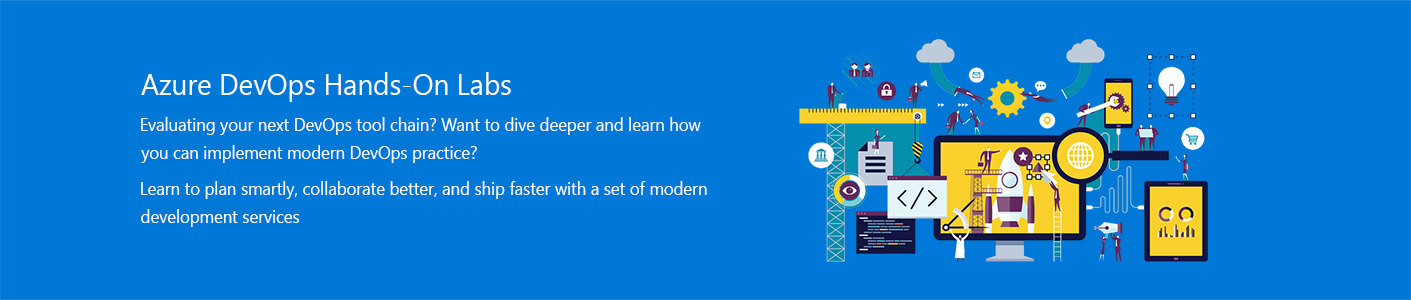 Azure DevOps Hands-On Labs
Evaluating your next DevOps tool chain? Want to dive deeper and learn how
you can implement modern DevOps practice?
Learn to plan smartly, collaborate better, and ship faster with a set of modern
development services
</>